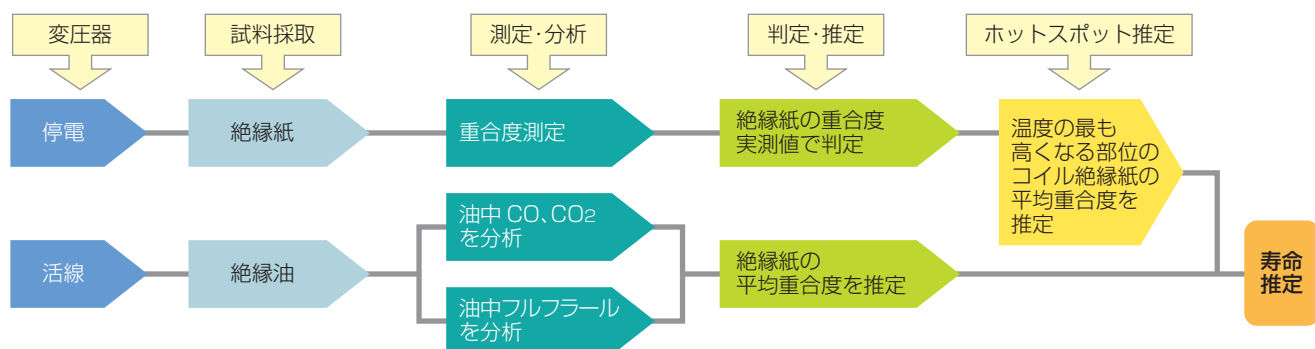 変圧器
試料採取
測定・分析
判定・推定
ホットスポット推定
停電
絶縁紙
重合度測定
絶縁紙の重合度
実測値で判定
温度の最も
高くなる部位の
コイル絶縁紙の
平均重合度を
推定
活線
絶縁油
油中 CO、CO2
を分析
油中フルフラール
を分析
絶縁紙の
平均重合度を推定
寿命
推定